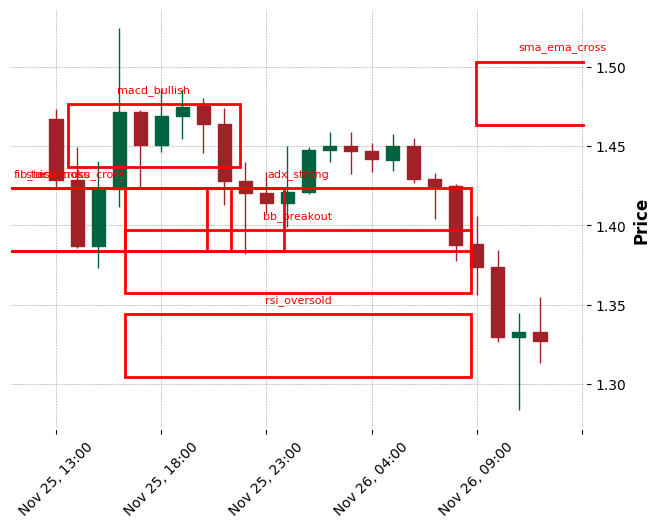 sma_ema_cross
1.50
macd_bullish
1.45
adx_strong
bb_breakout
1.40
Price
rsi_oversold
1.35
1.30
Nov 25, 13:00
Nov 25, 18:00
Nov 25, 23:00
Nov 26, 04:00
Nov 26, 09:00